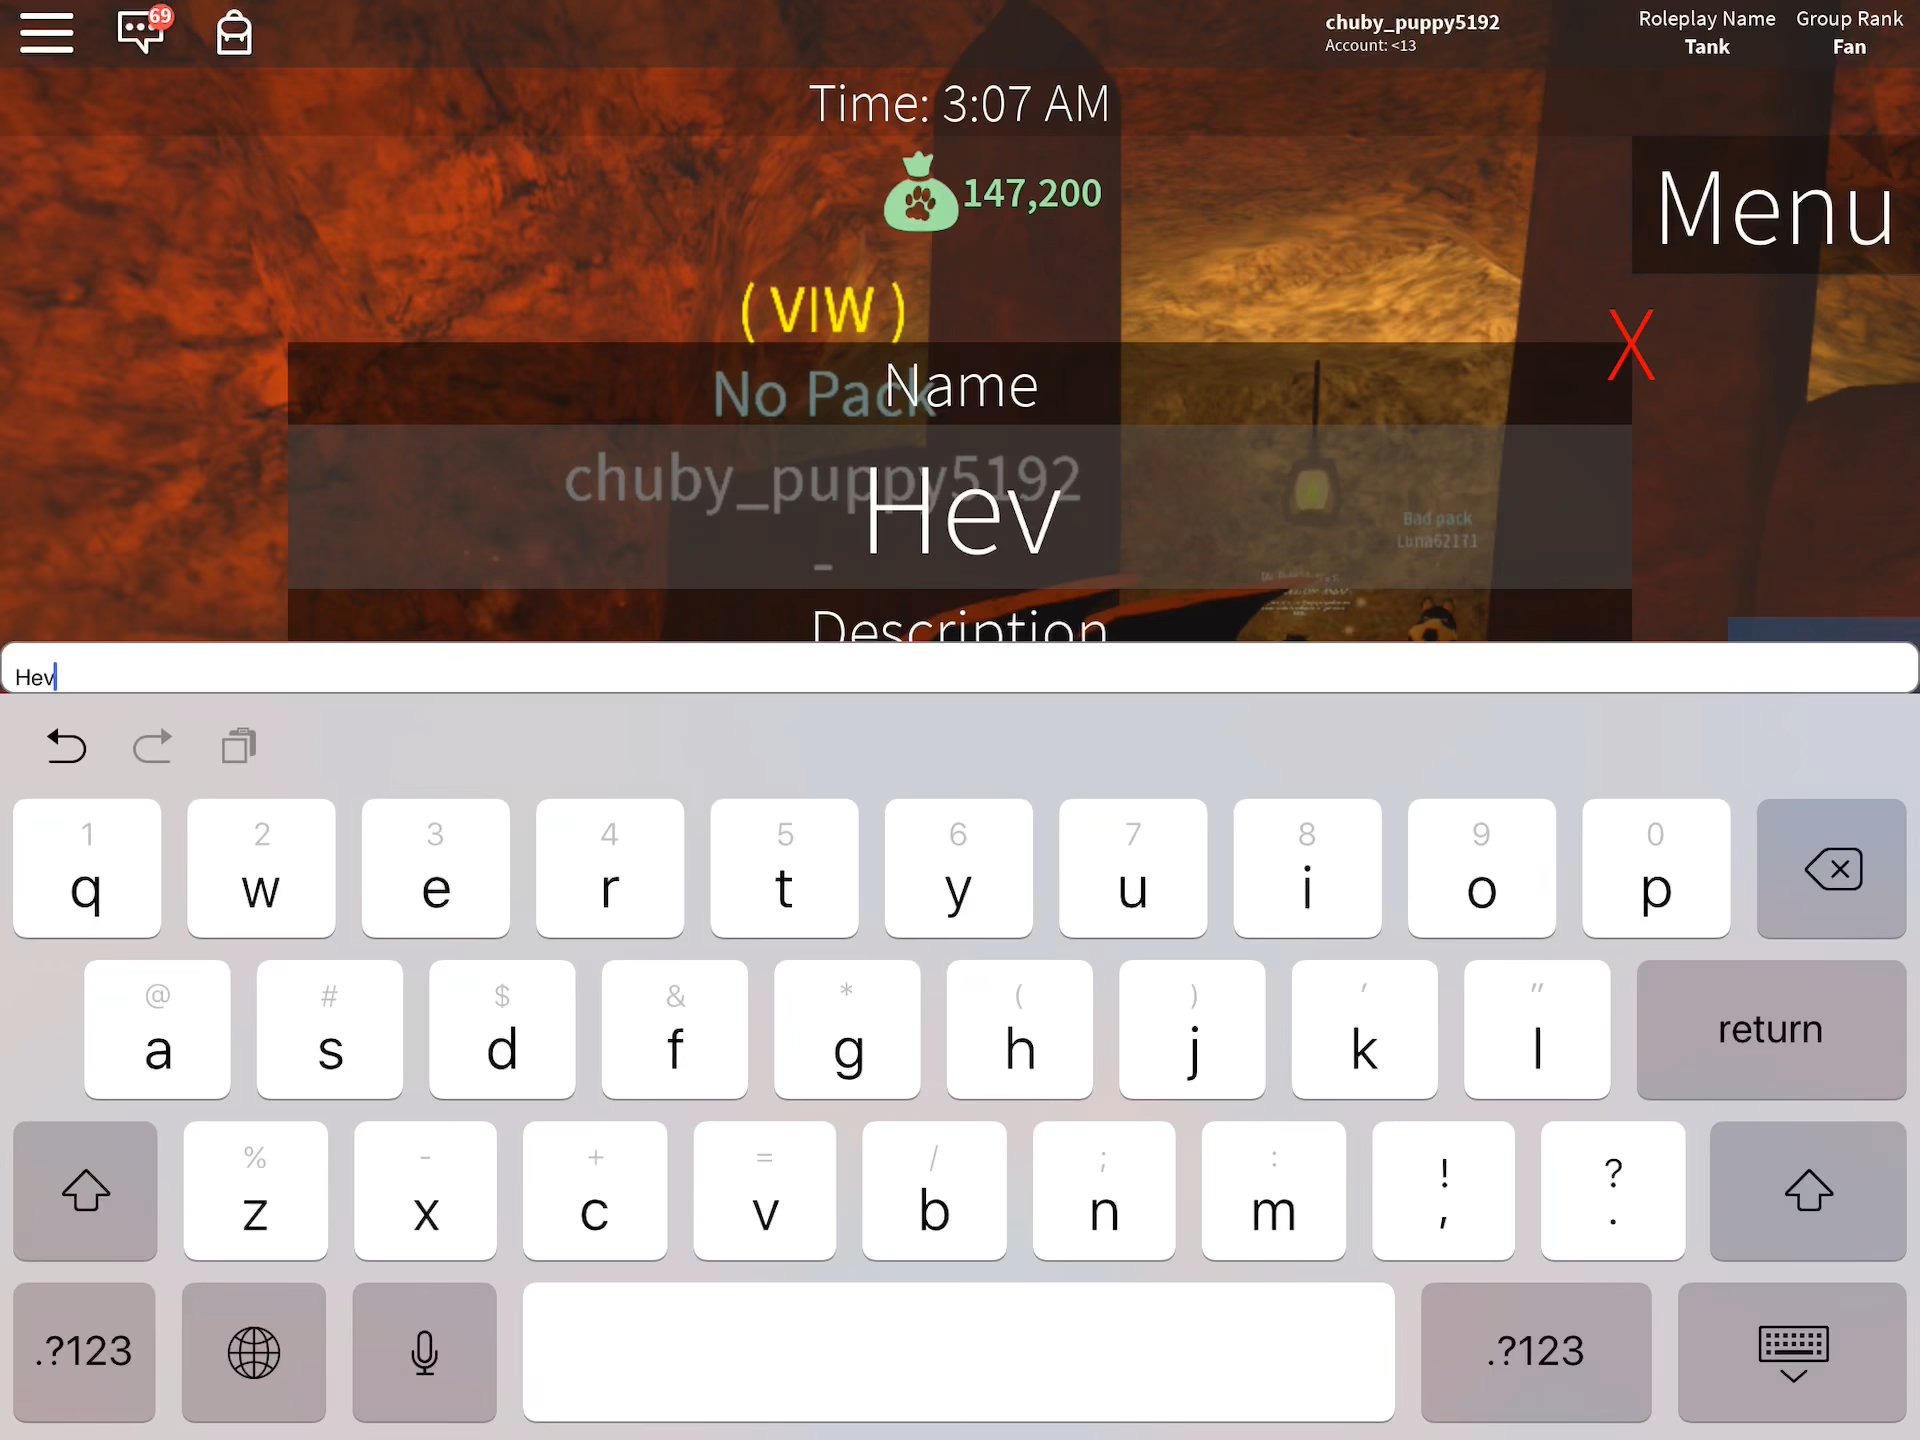 69
chuby_puppy5192
Account: <13
Roleplay Name
Tank
Group Rank
Fan
Time: 3:07 AM
147,200
Menu
( VIW )
X
No Pack
Name
chuby_puppy5192
Hev
Bad pack
Luna62171
Description
Hev
1 2 3 4 5 6 7 8 9 0
q w e r t y u i o p
@ # $ & * ( ) ' "
a s d f g h j k l return
% - + = / ; : ! ?
z x c v b n m , .
.?123 .?123